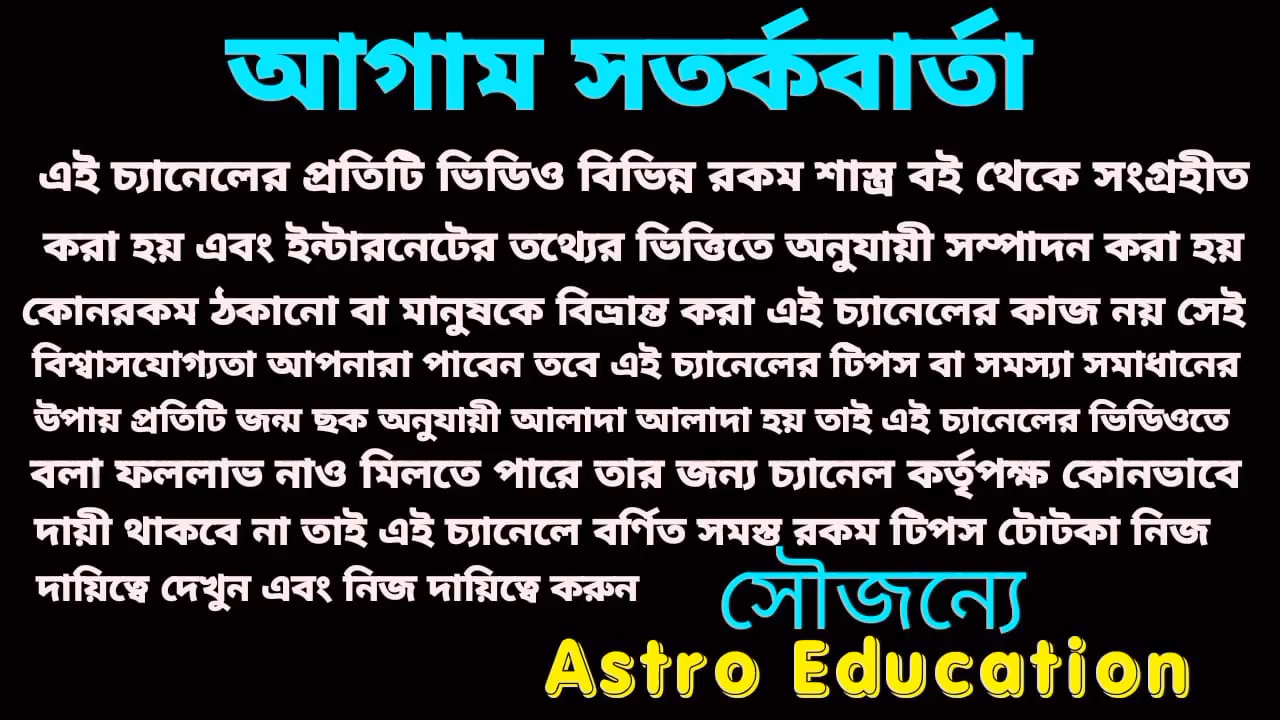 আগাম সতর্কবার্তা
এই চ্যানেলের প্রতিটি ভিডিও বিভিন্ন রকম শাস্ত্র বই থেকে সংগ্রহীত
করা হয় এবং ইন্টারনেটের তথ্যের ভিত্তিতে অনুযায়ী সম্পাদন করা হয়
কোনরকম ঠকানো বা মানুষকে বিভ্রান্ত করা এই চ্যানেলের কাজ নয় সেই
বিশ্বাসযোগ্যতা আপনারা পাবেন তবে এই চ্যানেলের টিপস বা সমস্যা সমাধানের
উপায় প্রতিটি জন্ম ছক অনুযায়ী আলাদা আলাদা হয় তাই এই চ্যানেলের ভিডিওতে
বলা ফললাভ নাও মিলতে পারে তার জন্য চ্যানেল কর্তৃপক্ষ কোনভাবে
দায়ী থাকবে না তাই এই চ্যানেলে বর্ণিত সমস্ত রকম টিপস টোটকা নিজ
দায়িত্বে দেখুন এবং নিজ দায়িত্বে করুন
সৌজন্যে
Astro Education